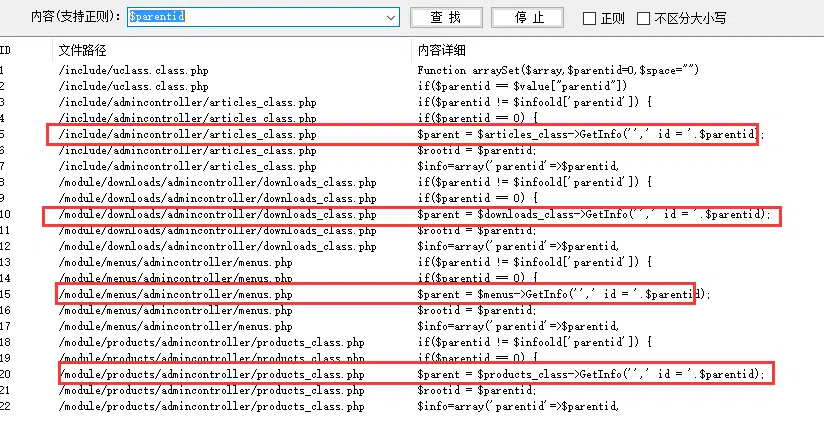 内容(支持正则): $parentid 查 找 停 止 正则 不区分大小写
ID 文件路径 内容详细
1 /include/uclass.class.php Function arraySet($array,$parentid=0,$space="")
2 /include/uclass.class.php if($parentid == $value["parentid"])
3 /include/admincontroller/articles_class.php if($parentid != $infoold['parentid']) {
4 /include/admincontroller/articles_class.php if($parentid == 0) {
5 /include/admincontroller/articles_class.php $parent = $articles_class->GetInfo('',' id = '.$parentid);
6 /include/admincontroller/articles_class.php $rootid = $parentid;
7 /include/admincontroller/articles_class.php $info=array('parentid'=>$parentid,
8 /module/downloads/admincontroller/downloads_class.php if($parentid != $infoold['parentid']) {
9 /module/downloads/admincontroller/downloads_class.php if($parentid == 0) {
10 /module/downloads/admincontroller/downloads_class.php $parent = $downloads_class->GetInfo('',' id = '.$parentid);
11 /module/downloads/admincontroller/downloads_class.php $rootid = $parentid;
12 /module/downloads/admincontroller/downloads_class.php $info=array('parentid'=>$parentid,
13 /module/menus/admincontroller/menus.php if($parentid != $infoold['parentid']) {
14 /module/menus/admincontroller/menus.php if($parentid == 0) {
15 /module/menus/admincontroller/menus.php $parent = $menus->GetInfo('',' id = '.$parentid);
16 /module/menus/admincontroller/menus.php $rootid = $parentid;
17 /module/menus/admincontroller/menus.php $info=array('parentid'=>$parentid,
18 /module/products/admincontroller/products_class.php if($parentid != $infoold['parentid']) {
19 /module/products/admincontroller/products_class.php if($parentid == 0) {
20 /module/products/admincontroller/products_class.php $parent = $products_class->GetInfo('',' id = '.$parentid);
21 /module/products/admincontroller/products_class.php $rootid = $parentid;
22 /module/products/admincontroller/products_class.php $info=array('parentid'=>$parentid,